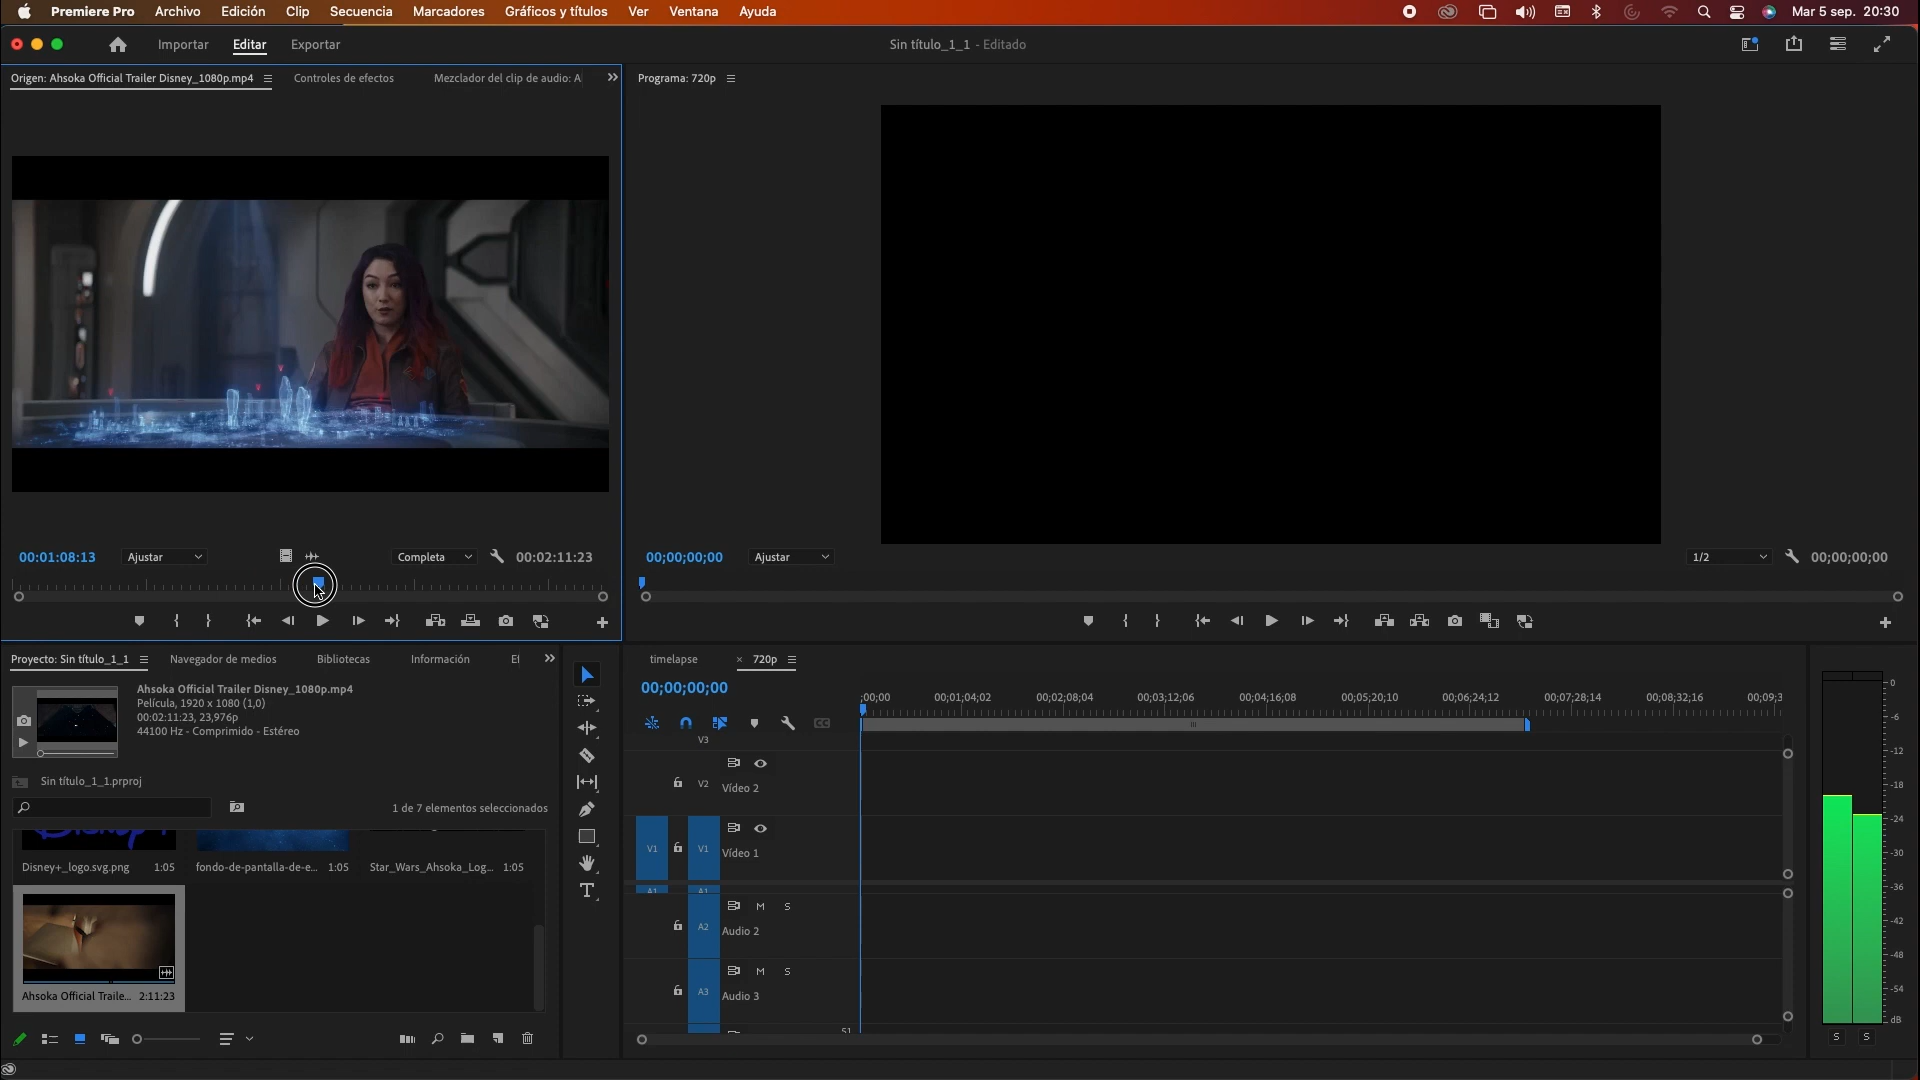 Premiere Pro Archivo Edición Clip Secuencia Marcadores Gráficos y títulos Ver Ventana Ayuda Mar 5 sep. 20:30
Importar Editar Exportar Sin título_1_1 - Editado
Origen: Ahsoka Official Trailer Disney_1080p.mp4 Controles de efectos Mezclador del clip de audio: A
Programa: 720p
00:01:08:13 Ajustar Completa 00:02:11:23
00;00;00;00 Ajustar 1/2 00;00;00;00
Proyecto: Sin título_1_1 Navegador de medios Bibliotecas Información
Ahsoka Official Trailer Disney_1080p.mp4
Película, 1920 x 1080 (1,0)
00:02:11:23, 23,976p
44100 Hz - Comprimido - Estéreo
Sin título_1_1.prproj
1 de 7 elementos seleccionados
Disney+_logo.svg.png 1:05 fondo-de-pantalla-de-e... 1:05 Star_Wars_Ahsoka_Log... 1:05
Ahsoka Official Traile... 2:11:23
timelapse × 720p
00;00;00;00
;00;00 00;01;04;02 00;02;08;04 00;03;12;06 00;04;16;08 00;05;20;10 00;06;24;12 00;07;28;14 00;08;32;16 00;09;3
CC
V3
V2 Vídeo 2
V1 V1 Vídeo 1
A1 A1
M S
A2 Audio 2
M S
A3 Audio 3
S1
0
-6
-12
-18
-24
-30
-36
-42
-48
-54
dB
S S